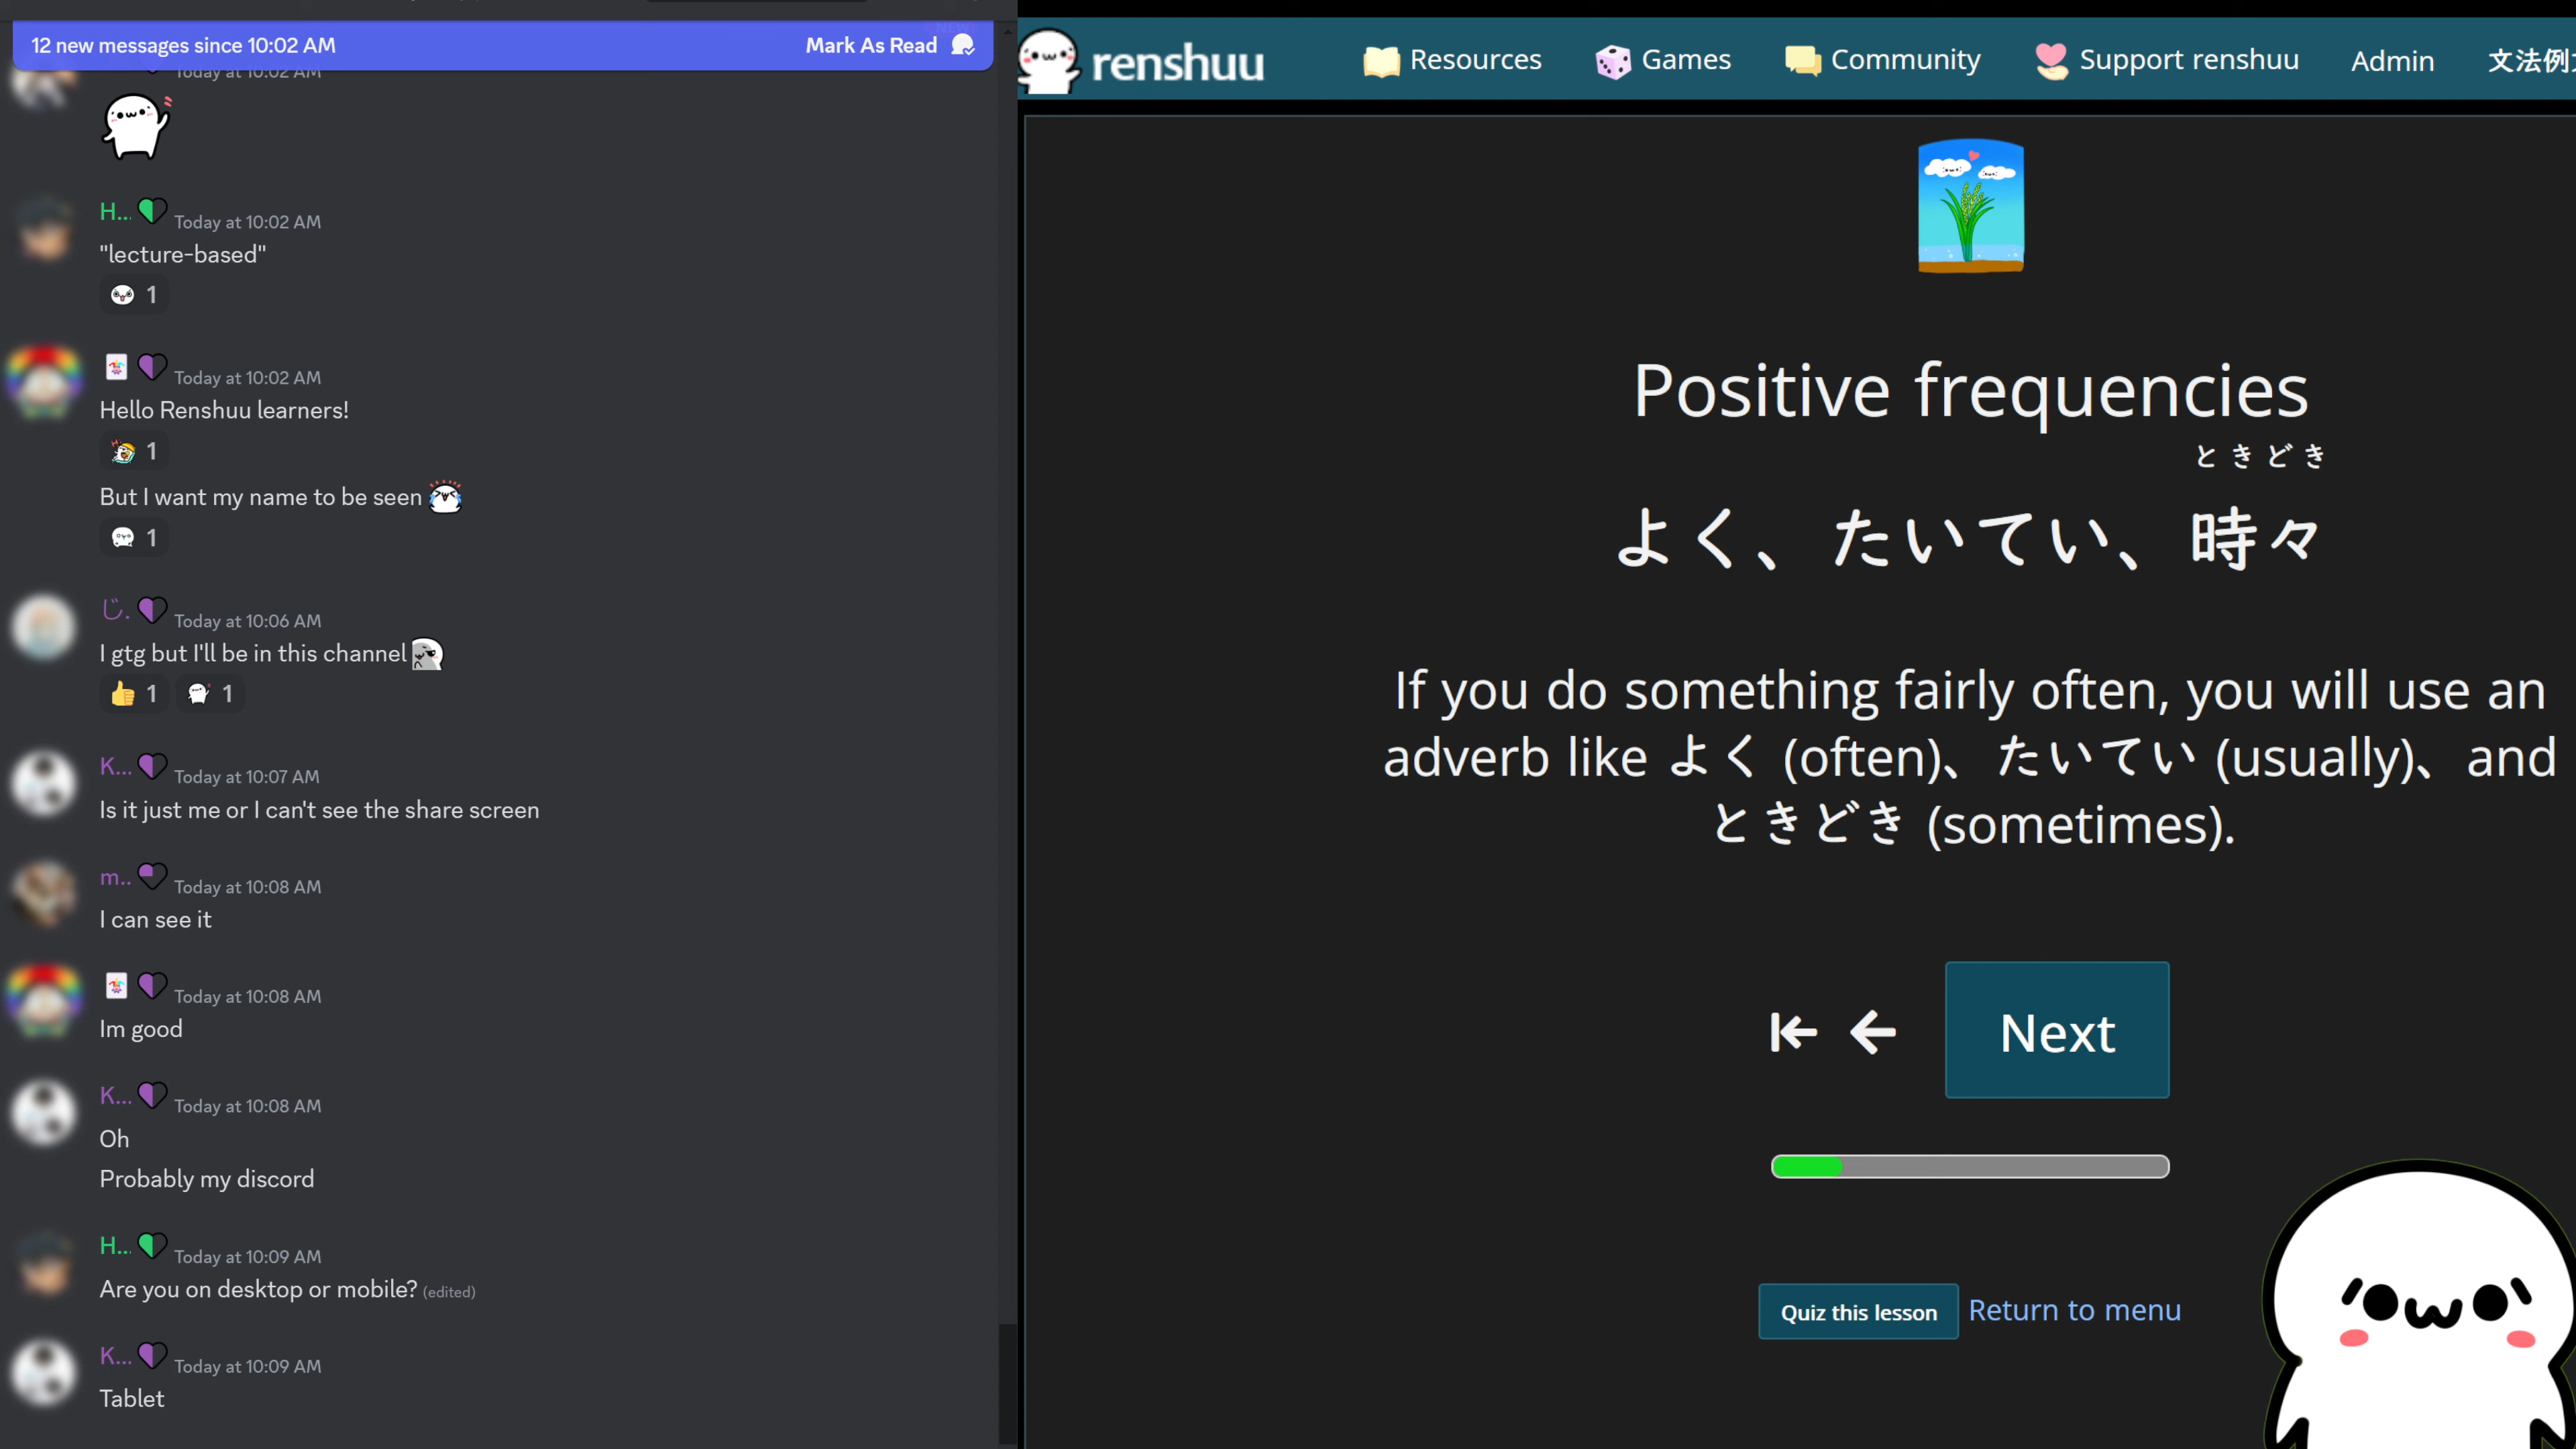 12 new messages since 10:02 AM
Mark As Read
Today at 10:02 AM
H... Today at 10:02 AM
"lecture-based"
1
Today at 10:02 AM
Hello Renshuu learners!
1
But I want my name to be seen
1
じ. Today at 10:06 AM
I gtg but I'll be in this channel
1 1
K... Today at 10:07 AM
Is it just me or I can't see the share screen
m.. Today at 10:08 AM
I can see it
Today at 10:08 AM
Im good
K... Today at 10:08 AM
Oh
Probably my discord
H... Today at 10:09 AM
Are you on desktop or mobile? (edited)
K... Today at 10:09 AM
Tablet
renshuu
Resources
Games
Community
Support renshuu
Admin
文法例
Positive frequencies
ときどき
よく、たいてい、時々
If you do something fairly often, you will use an
adverb like よく (often)、たいてい (usually)、and
ときどき (sometimes).
Next
Quiz this lesson
Return to menu